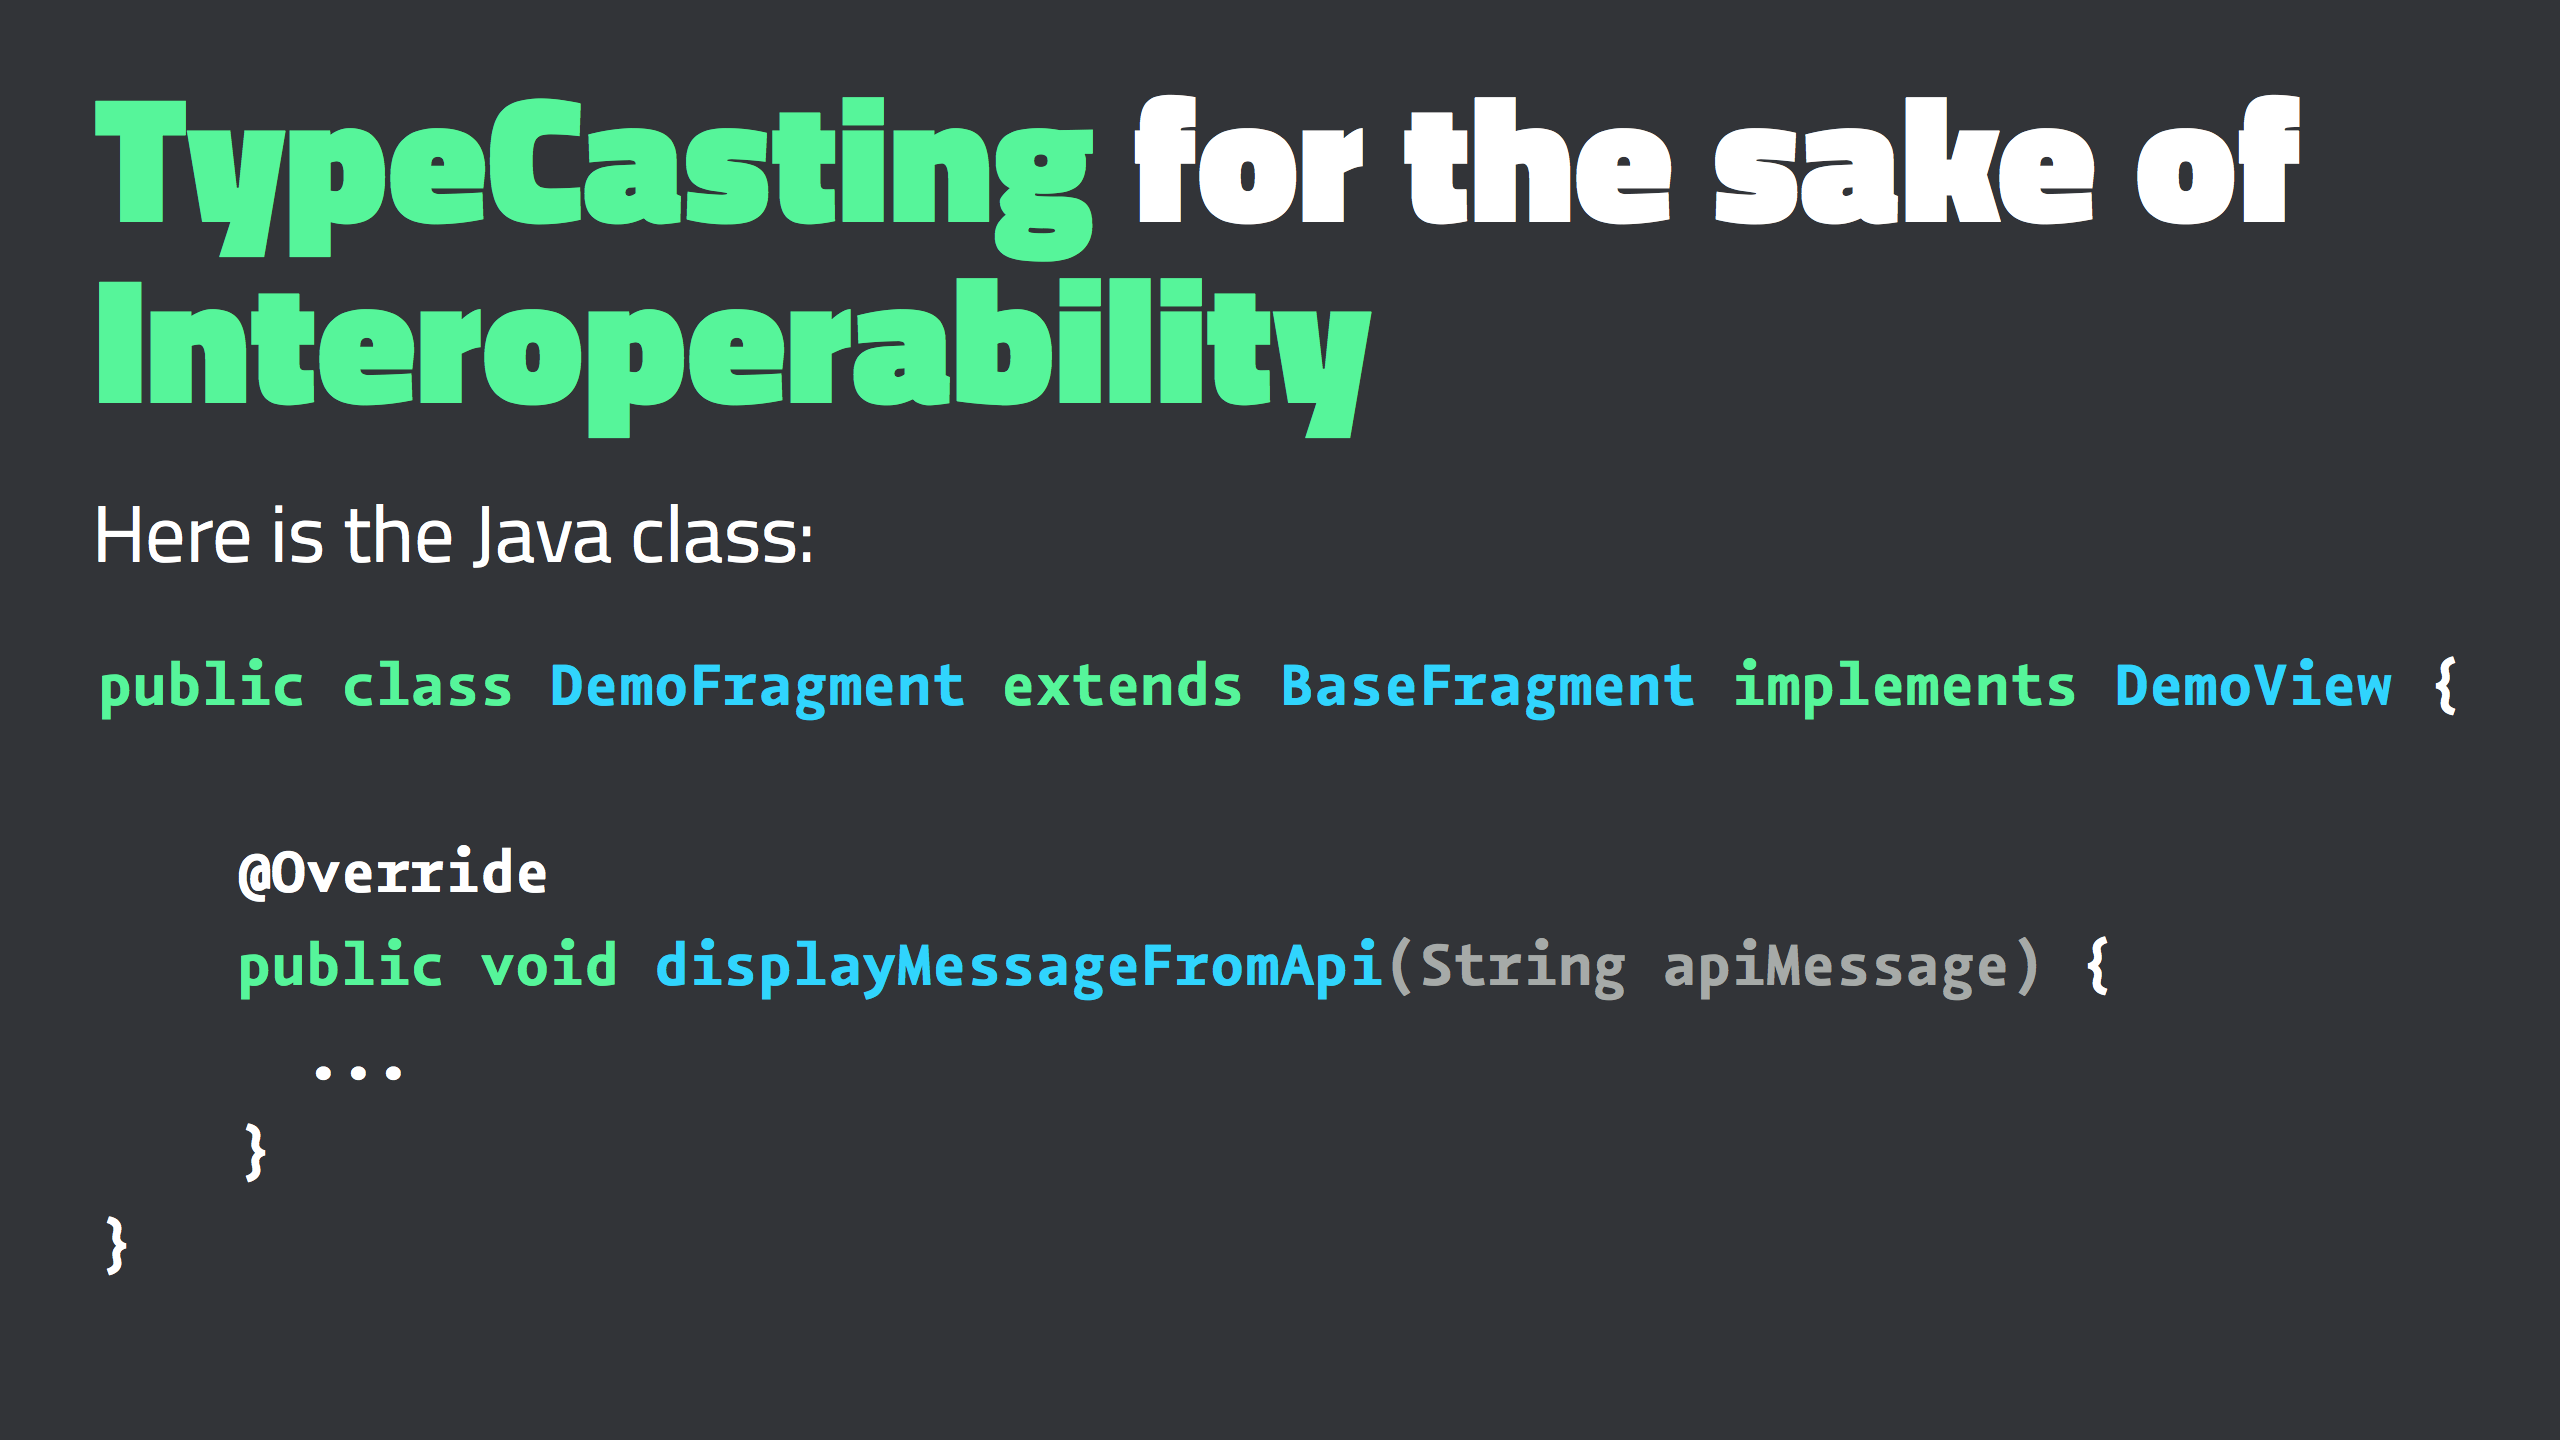 TypeCasting for the sake of
Interoperability
Here is the Java class:
public class DemoFragment extends BaseFragment implements DemoView {
@Override
public void displayMessageFromApi(String apiMessage) {
...
}
}